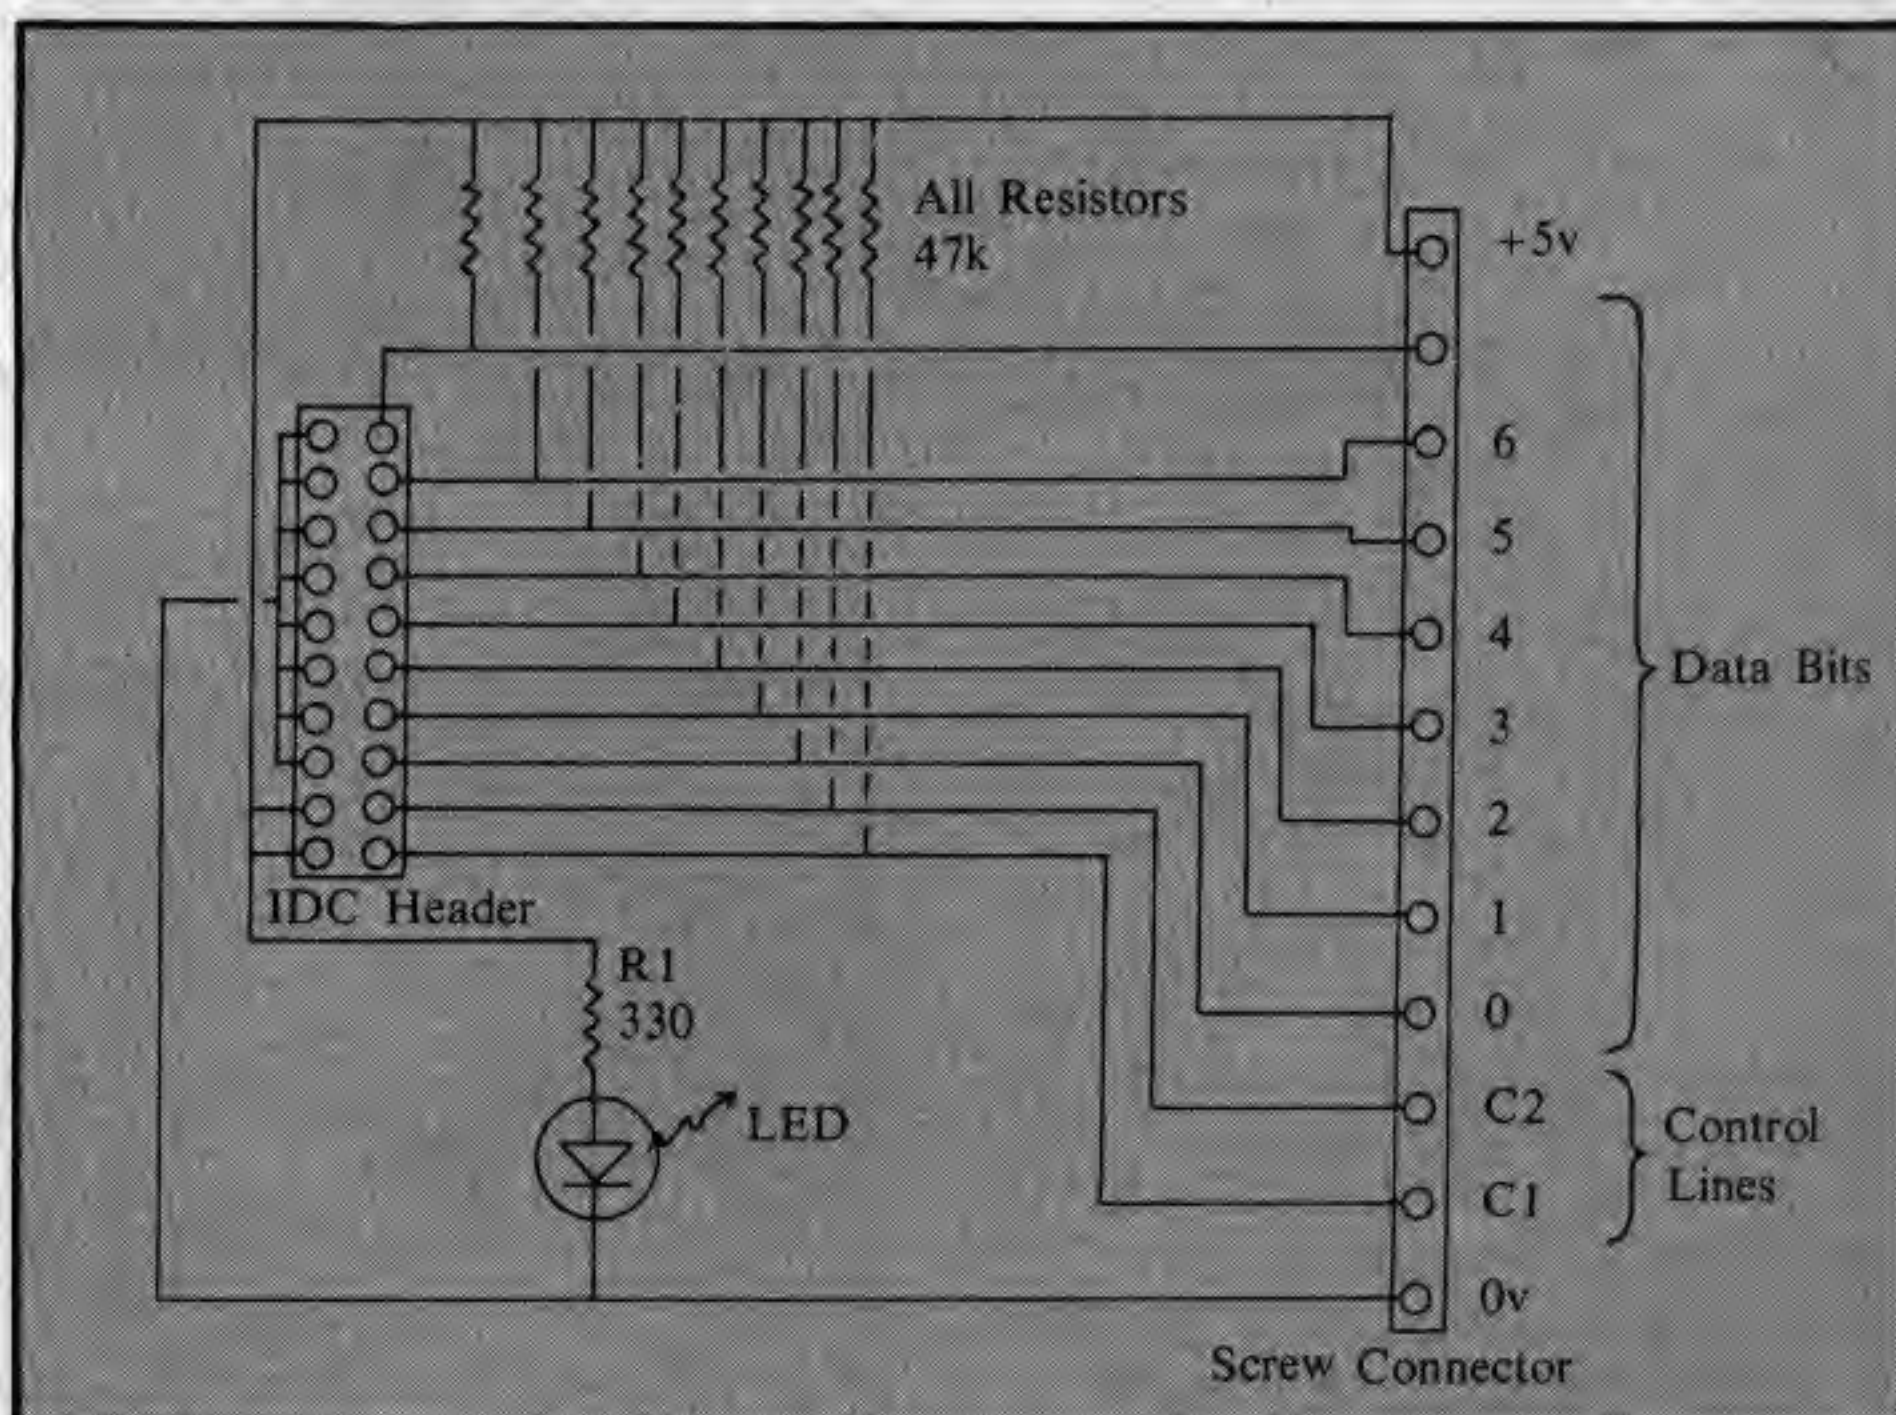 All Resistors
47k
+5v
6
5
4
3
2
1
0
C2
C1
0v
Data Bits
Control
Lines
IDC Header
R1
330
LED
Screw Connector